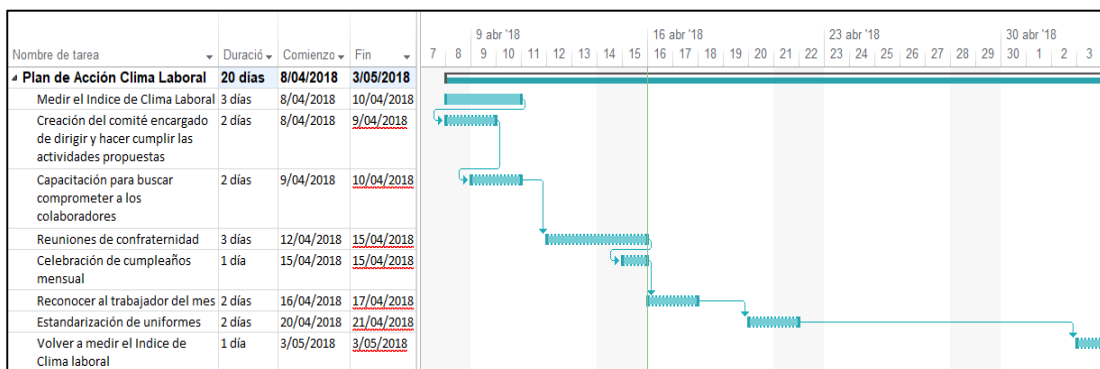 9 abr '18 16 abr '18 23 abr '18 30 abr '18
Nombre de tarea Duració Comienzo Fin 7 8 9 10 11 12 13 14 15 16 17 18 19 20 21 22 23 24 25 26 27 28 29 30 1 2 3
Plan de Acción Clima Laboral 20 días 8/04/2018 3/05/2018
Medir el Indice de Clima Laboral 3 días 8/04/2018 10/04/2018
Creación del comité encargado 2 días 8/04/2018 9/04/2018
de dirigir y hacer cumplir las
actividades propuestas
Capacitación para buscar 2 días 9/04/2018 10/04/2018
comprometer a los
colaboradores
Reuniones de confraternidad 3 días 12/04/2018 15/04/2018
Celebración de cumpleaños 1 día 15/04/2018 15/04/2018
mensual
Reconocer al trabajador del mes 2 días 16/04/2018 17/04/2018
Estandarización de uniformes 2 días 20/04/2018 21/04/2018
Volver a medir el Indice de 1 día 3/05/2018 3/05/2018
Clima laboral